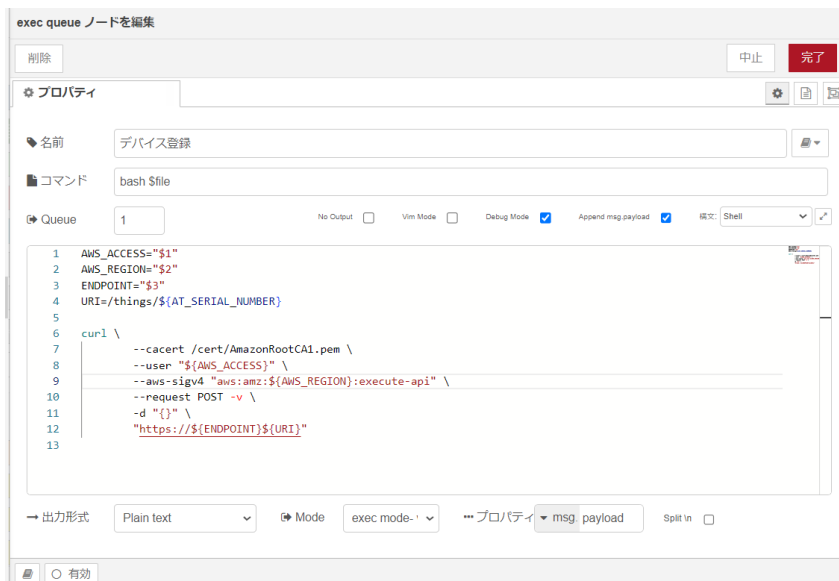 exec queue ノードを編集
削除
中止
完了
プロパティ
名前
デバイス登録
コマンド
bash $file
Queue
1
No Output
Vim Mode
Debug Mode
Append msg.payload
構文:
Shell
1 AWS_ACCESS="$1"
2 AWS_REGION="$2"
3 ENDPOINT="$3"
4 URI=/things/${AT_SERIAL_NUMBER}
5
6 curl \
7 --cacert /cert/AmazonRootCA1.pem \
8 --user "${AWS_ACCESS}" \
9 --aws-sigv4 "aws:amz:${AWS_REGION}:execute-api" \
10 --request POST -v \
11 -d "{}" \
12 "https://${ENDPOINT}${URI}"
13
出力形式
Plain text
Mode
exec mode-
プロパティ
msg. payload
Split \n
有効